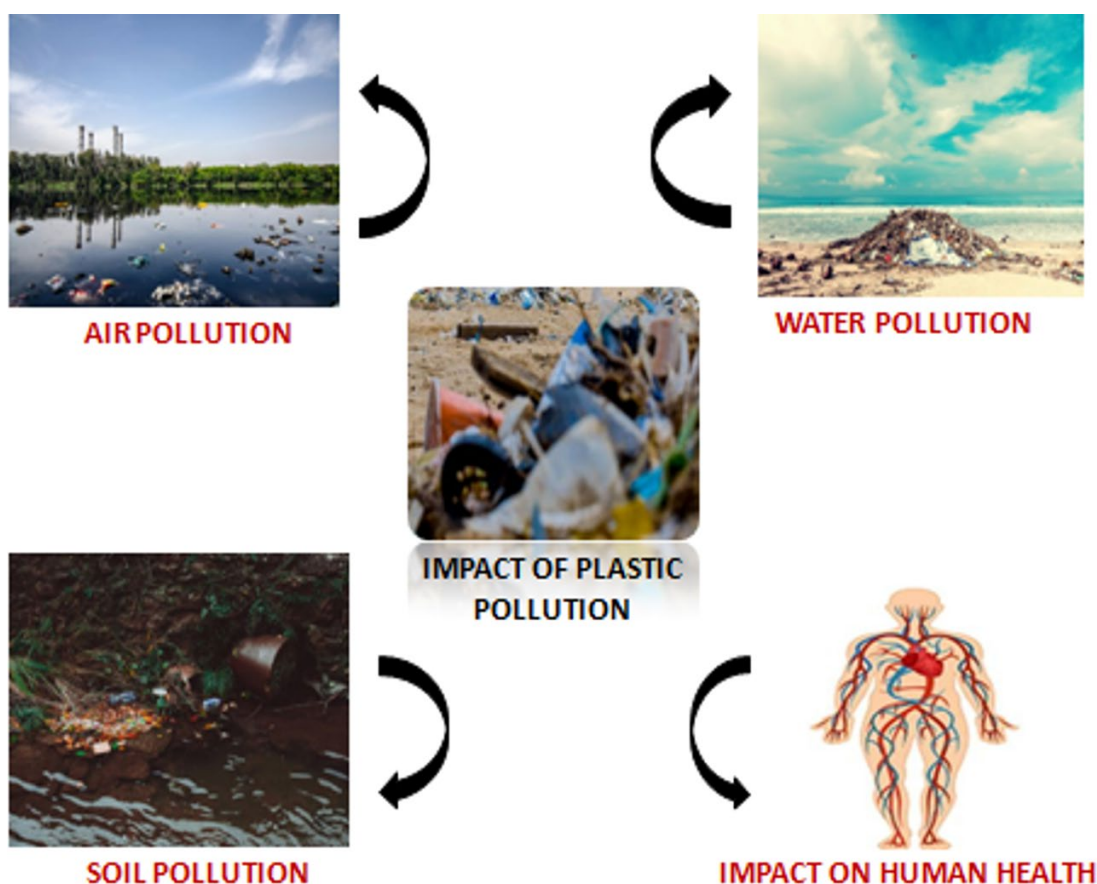 AIR POLLUTION
WATER POLLUTION
IMPACT OF PLASTIC
POLLUTION
SOIL POLLUTION
IMPACT ON HUMAN HEALTH